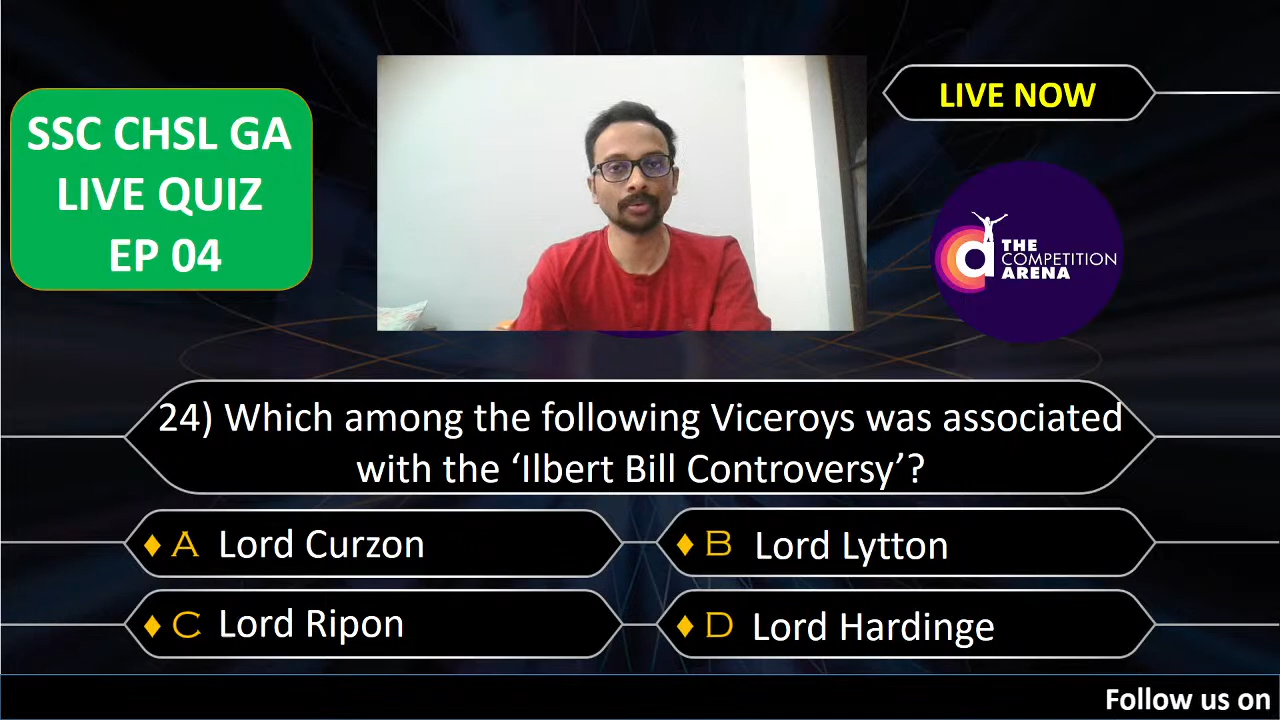 SSC CHSL GA
LIVE QUIZ
EP 04
LIVE NOW
THE
COMPETITION
ARENA
24) Which among the following Viceroys was associated
with the ‘Ilbert Bill Controversy’?
♦ A Lord Curzon
♦ B Lord Lytton
♦ C Lord Ripon
♦ D Lord Hardinge
Follow us on